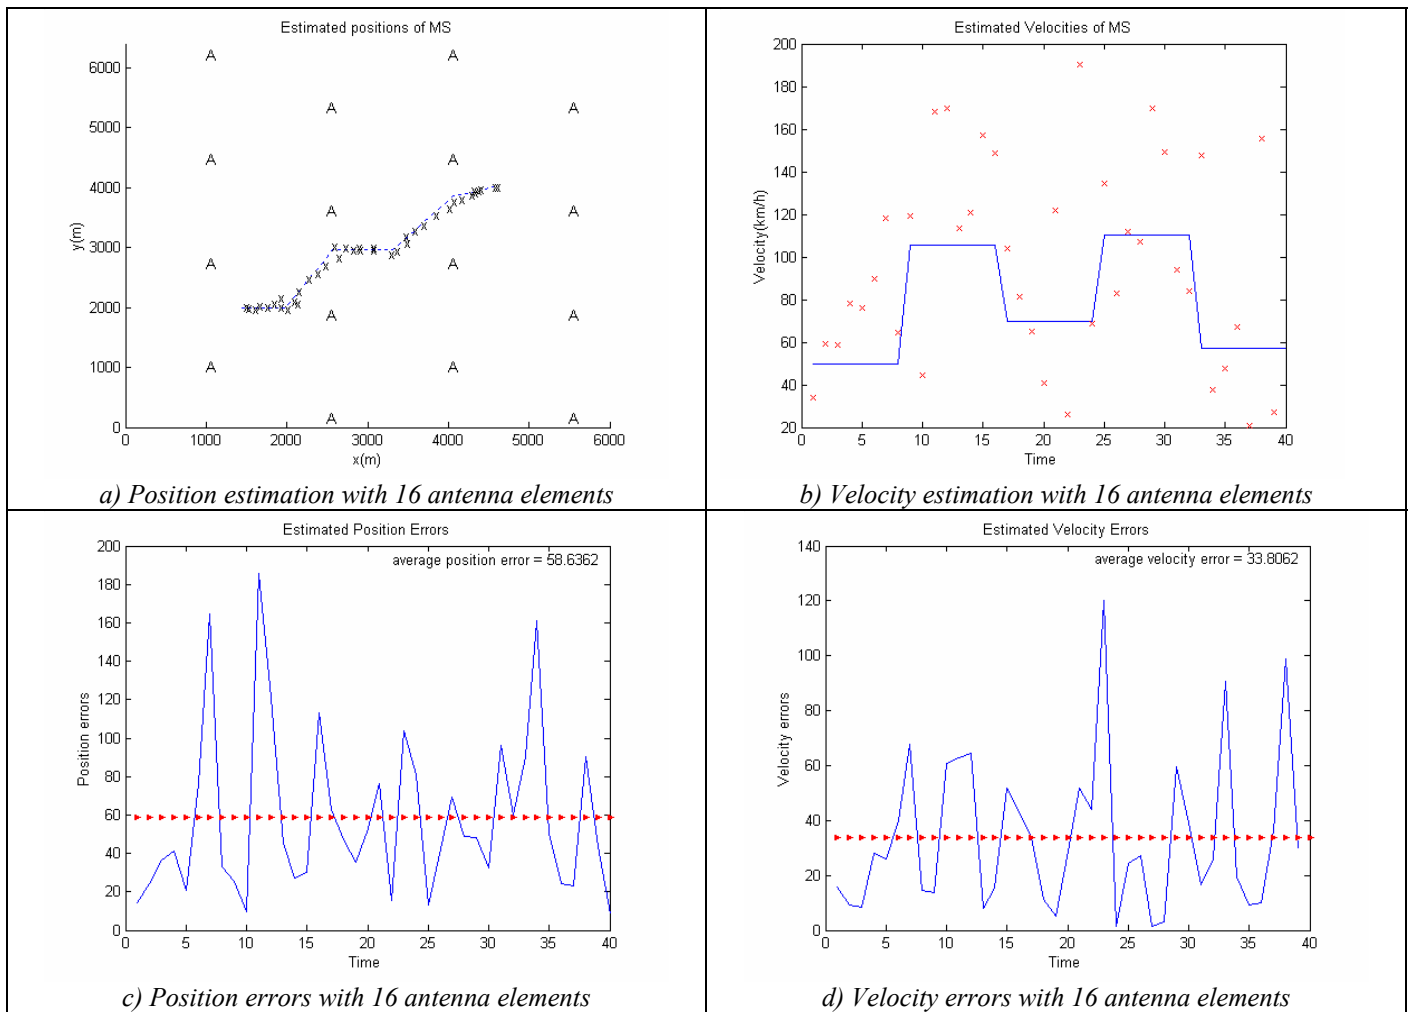 Estimated positions of MS
6000
5000
4000
3000
2000
1000
0
y(m)
A A
A A
A A
A A
A A
A A
A A
A A
0 1000 2000 3000 4000 5000 6000
x(m)
a) Position estimation with 16 antenna elements
Estimated Velocities of MS
200
180
160
140
120
100
80
60
40
20
Velocity(km/h)
0 5 10 15 20 25 30 35 40
Time
b) Velocity estimation with 16 antenna elements
Estimated Position Errors
average position error = 58.6362
200
180
160
140
120
100
80
60
40
20
0
Position errors
0 5 10 15 20 25 30 35 40
Time
c) Position errors with 16 antenna elements
Estimated Velocity Errors
average velocity error = 33.8062
140
120
100
80
60
40
20
0
Velocity errors
0 5 10 15 20 25 30 35 40
Time
d) Velocity errors with 16 antenna elements